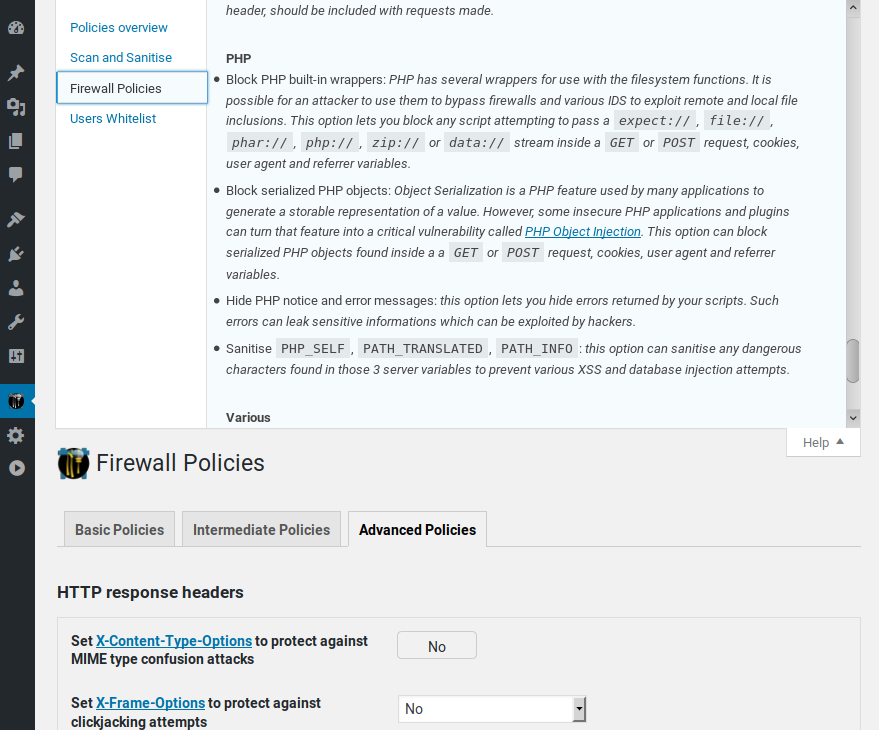 header, should be included with requests made.
Policies overview
Scan and Sanitise
Firewall Policies
Users Whitelist
PHP
Block PHP built-in wrappers: PHP has several wrappers for use with the filesystem functions. It is
possible for an attacker to use them to bypass firewalls and various IDS to exploit remote and local file
inclusions. This option lets you block any script attempting to pass a expect://, file://,
phar://, php://, zip:// or data:// stream inside a GET or POST request, cookies,
user agent and referrer variables.
Block serialized PHP objects: Object Serialization is a PHP feature used by many applications to
generate a storable representation of a value. However, some insecure PHP applications and plugins
can turn that feature into a critical vulnerability called PHP Object Injection. This option can block
serialized PHP objects found inside a a GET or POST request, cookies, user agent and referrer
variables.
Hide PHP notice and error messages: this option lets you hide errors returned by your scripts. Such
errors can leak sensitive informations which can be exploited by hackers.
Sanitise PHP_SELF, PATH_TRANSLATED, PATH_INFO: this option can sanitise any dangerous
characters found in those 3 server variables to prevent various XSS and database injection attempts.
Various
Help
Firewall Policies
Basic Policies
Intermediate Policies
Advanced Policies
HTTP response headers
Set X-Content-Type-Options to protect against
MIME type confusion attacks
No
Set X-Frame-Options to protect against
clickjacking attempts
No